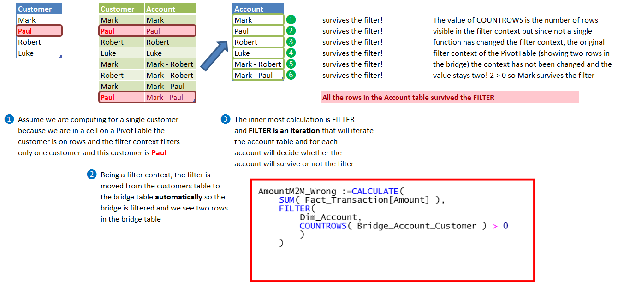 Customer
Mark
Paul
Robert
Luke
Customer Account
Mark Mark
Paul Paul
Robert Robert
Luke Luke
Mark Mark - Robert
Robert Mark - Robert
Mark Mark - Paul
Paul Mark - Paul
Account
Mark 1
Paul 2
Robert 3
Luke 4
Mark - Robert 5
Mark - Paul 6
survives the filter!
survives the filter!
survives the filter!
survives the filter!
survives the filter!
survives the filter!
The value of COUNTROWS is the number of rows
visible in the filter context but since not a single
function has changed the filter context, the original
filter context of the PivotTable (showing two rows in
the bridge) the context has not been changed and the
value stays two! 2 > 0 so Mark survives the filter
All the rows in the Account table survived the FILTER
1 Assume we are computing for a single customer
because we are in a cell on a PivotTable the
customer is on rows and the filter context filters
only one customer and this customer is Paul
2 Being a filter context, the filter is
moved from the customers table to
the bridge table automatically so the
bridge is filtered and we see two rows
in the bridge table
3 The inner most calculation is FILTER
and FILTER is an iteration that will iterate
the account table and for each
account will decide whether the
account will survive or not the filter
AmountM2M_Wrong :=CALCULATE(
SUM( Fact_Transaction[Amount] ),
FILTER(
Dim_Account,
COUNTROWS( Bridge_Account_Customer ) > 0
)
)